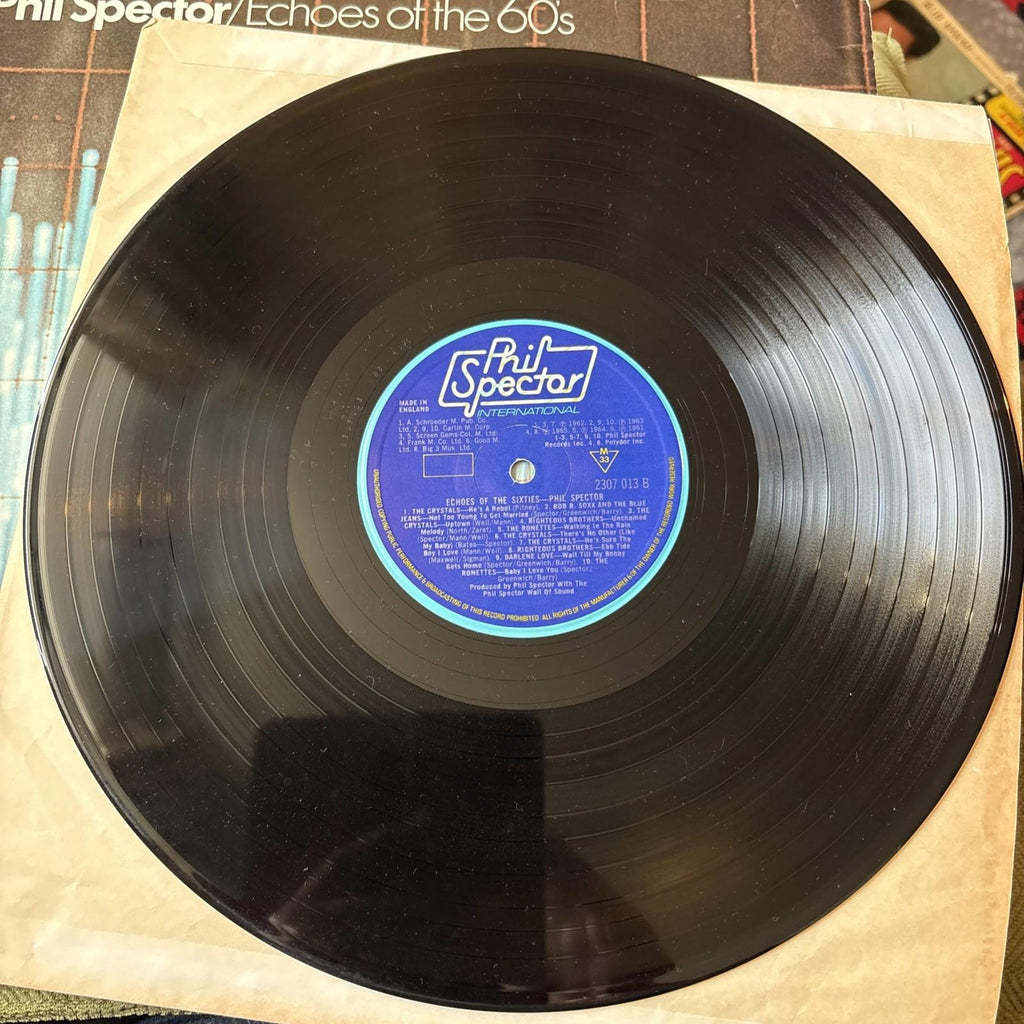 Phil Spector/Echoes of the 60's
Phil
Spector
INTERNATIONAL
MADE IN
ENGLAND
1. A. Schroeder M. Pub. Co.
Ltd. 2, 9, 10. Carlin M. Corp.
3, 5. Screen Gems-Col. M. Ltd.
4. Frank M. Co. Ltd. 6. Good M.
Ltd. 8. Big 3 Mus. Ltd.
1, 3, 7. ℗ 1962. 2, 9, 10. ℗ 1963
4, 8. ℗ 1965. 5. ℗ 1964. 6. ℗ 1961
1-3, 5-7, 9, 10. Phil Spector
Records Inc. 4, 8. Polydor Inc.
M
33
2307 013 B
ECHOES OF THE SIXTIES—PHIL SPECTOR
1. THE CRYSTALS—He's A Rebel (Pitney). 2. BOB B. SOXX AND THE BLUE
JEANS—Not Too Young To Get Married (Spector/Greenwich/Barry). 3. THE
CRYSTALS—Uptown (Weil/Mann). 4. RIGHTEOUS BROTHERS—Unchained
Melody (North/Zaret). 5. THE RONETTES—Walking In The Rain
(Spector/Mann/Weil). 6. THE CRYSTALS—There's No Other (Like
My Baby) (Bates—Spector). 7. THE CRYSTALS—He's Sure The
Boy I Love (Mann/Weil). 8. RIGHTEOUS BROTHERS—Ebb Tide
(Maxwell/Sigman). 9. DARLENE LOVE—Wait Till My Bobby
Gets Home (Spector/Greenwich/Barry). 10. THE
RONETTES—Baby I Love You (Spector/
Greenwich/Barry)
Produced by Phil Spector With The
Phil Spector Wall Of Sound
UNAUTHORISED COPYING PUBLIC PERFORMANCE & BROADCASTING OF THIS RECORD PROHIBITED · ALL RIGHTS OF THE MANUFACTURER & OF THE OWNER OF THE RECORDED WORK RESERVED